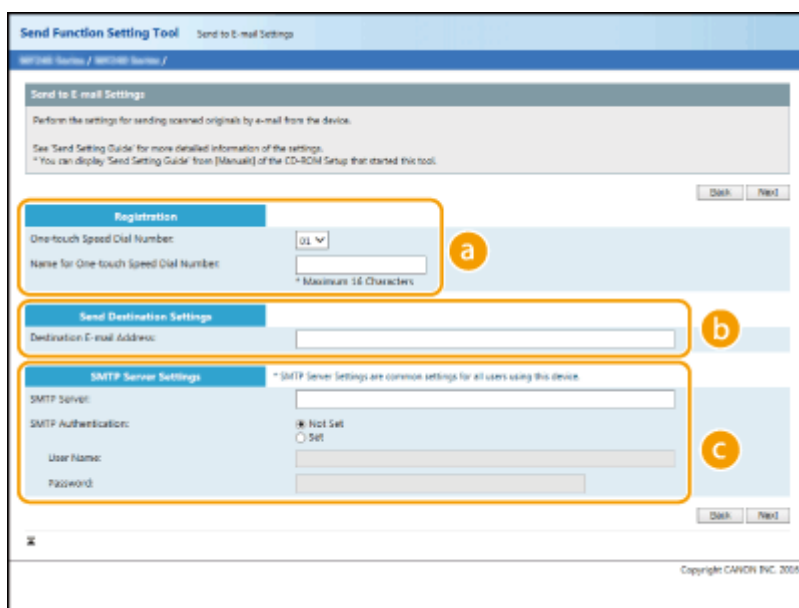 Send Function Setting Tool Send to E-mail Settings
Send to E-mail Settings
Perform the settings for sending scanned originals by e-mail from the device.
See 'Send Setting Guide' for more detailed information of the settings.
* You can display 'Send Setting Guide' from [Manuals] of the CD-ROM Setup that started this tool.
Back Next
Registration
One-touch Speed Dial Number:
01
Name for One-touch Speed Dial Number:
* Maximum 16 Characters
a
Send Destination Settings
Destination E-mail Address:
b
SMTP Server Settings * SMTP Server Settings are common settings for all users using this device.
SMTP Server:
SMTP Authentication:
Not Set
Set
User Name:
Password:
c
Back Next
Copyright CANON INC. 2016